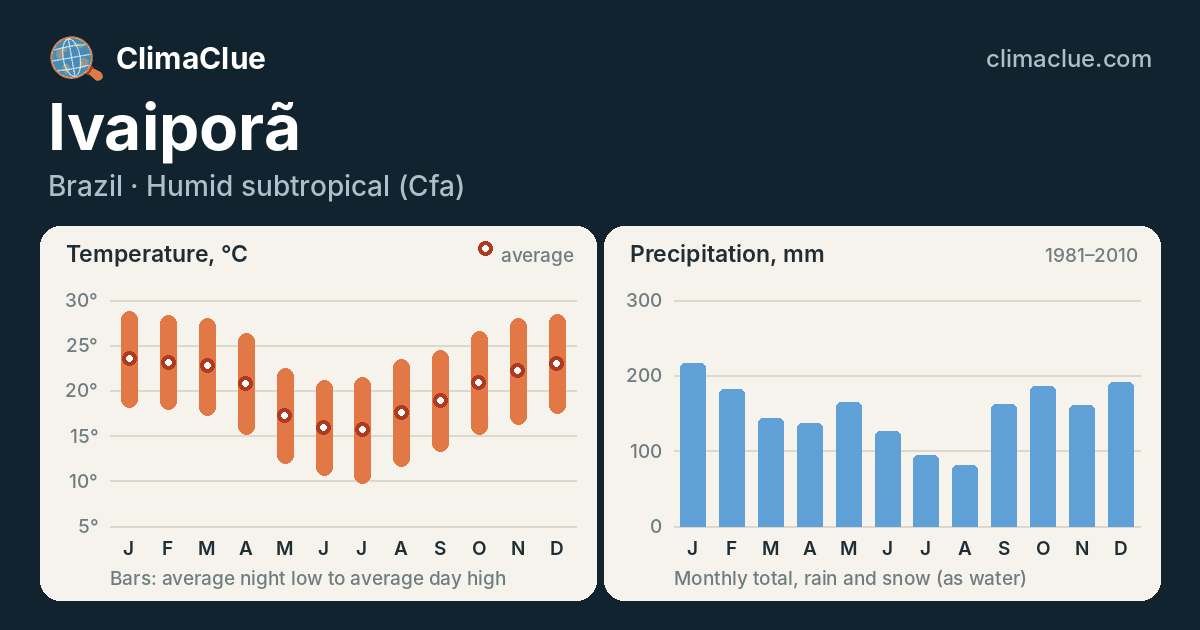 ClimaClue
climaclue.com
Ivaiporã
Brazil · Humid subtropical (Cfa)
Temperature, °C
average
30°
25°
20°
15°
10°
5°
J F M A M J J A S O N D
Bars: average night low to average day high
Precipitation, mm
1981–2010
300
200
100
0
J F M A M J J A S O N D
Monthly total, rain and snow (as water)